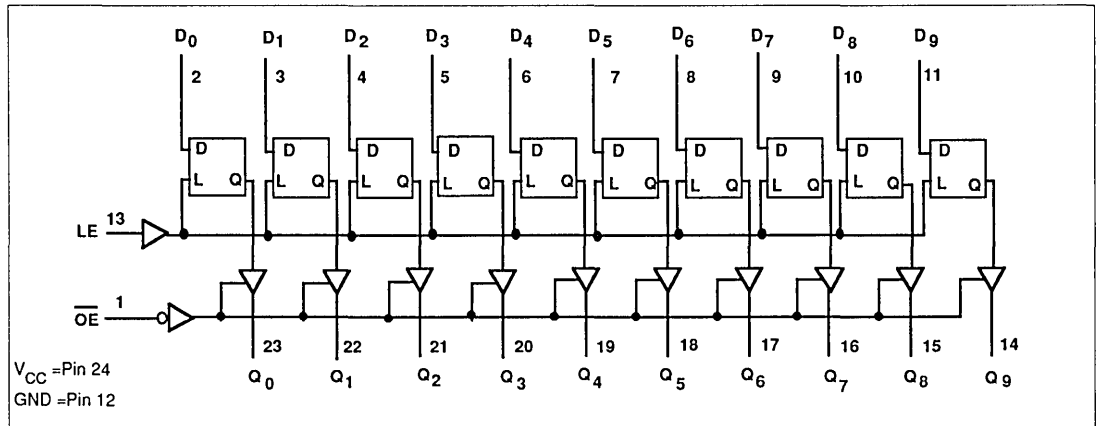 D0 D1 D2 D3 D4 D5 D6 D7 D8 D9
2 3 4 5 6 7 8 9 10 11
D D D D D D D D D D
L Q L Q L Q L Q L Q L Q L Q L Q L Q L Q
LE 13
OE 1
23 22 21 20 19 18 17 16 15 14
Q0 Q1 Q2 Q3 Q4 Q5 Q6 Q7 Q8 Q9
VCC =Pin 24
GND =Pin 12